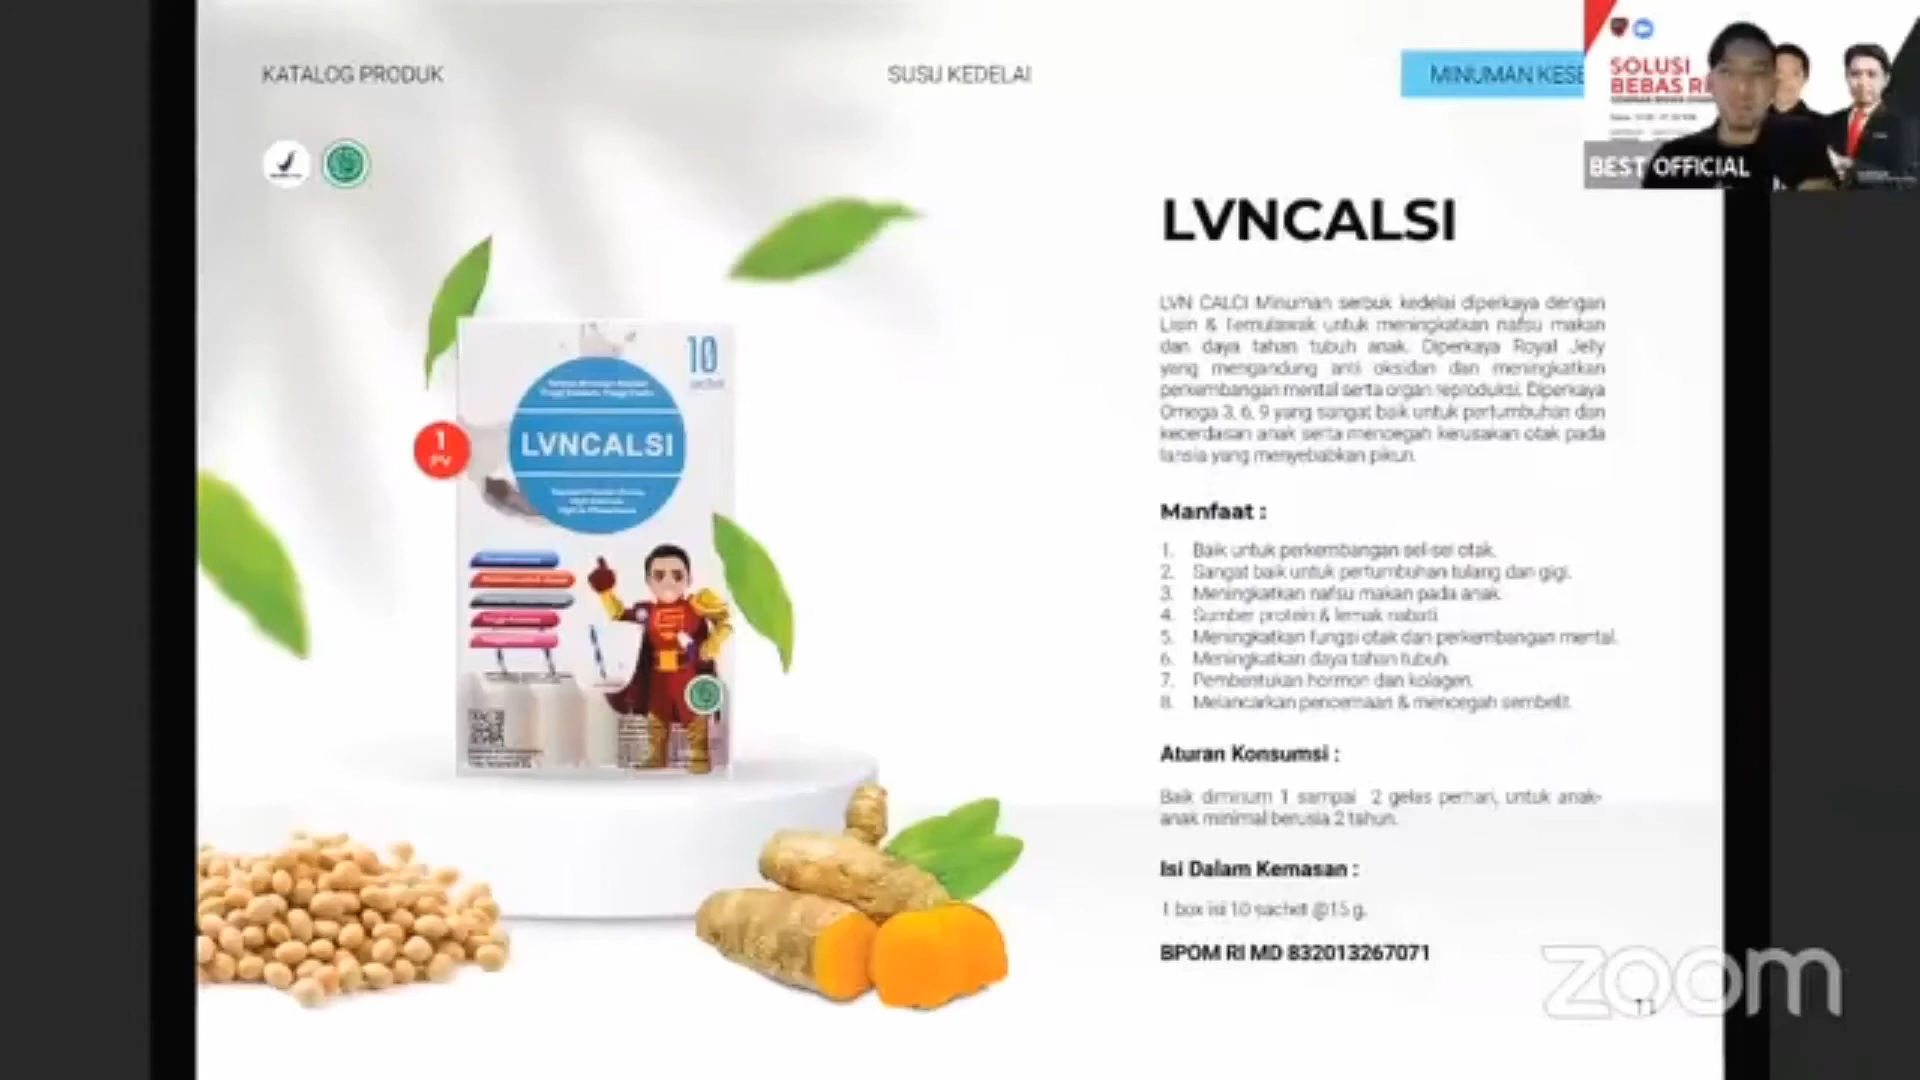 KATALOG PRODUK
SUSU KEDELAI
MINUMAN KESE
SOLUSI
BEBAS RI
BEST OFFICIAL
LVNCALSI
LVN CALCI Minuman serbuk kedelai diperkaya dengan
Lisin & Temulawak untuk meningkatkan nafsu makan
dan daya tahan tubuh anak. Diperkaya Royal Jelly
yang mengandung anti oksidan dan meningkatkan
perkembangan mental serta organ reproduksi. Diperkaya
Omega 3, 6, 9 yang sangat baik untuk pertumbuhan dan
kecerdasan anak serta mencegah kerusakan otak pada
lansia yang menyebabkan pikun.
10
sachet
LVNCALSI
1
PV
Manfaat :
1. Baik untuk perkembangan sel-sel otak.
2. Sangat baik untuk pertumbuhan tulang dan gigi.
3. Meningkatkan nafsu makan pada anak.
4. Sumber protein & lemak nabati.
5. Meningkatkan fungsi otak dan perkembangan mental.
6. Meningkatkan daya tahan tubuh.
7. Pembentukan hormon dan kolagen.
8. Melancarkan pencernaan & mencegah sembelit.
Aturan Konsumsi :
Baik diminum 1 sampai 2 gelas perhari, untuk anak-
anak minimal berusia 2 tahun.
Isi Dalam Kemasan :
1 box isi 10 sachet @15 g.
BPOM RI MD 832013267071
zoom